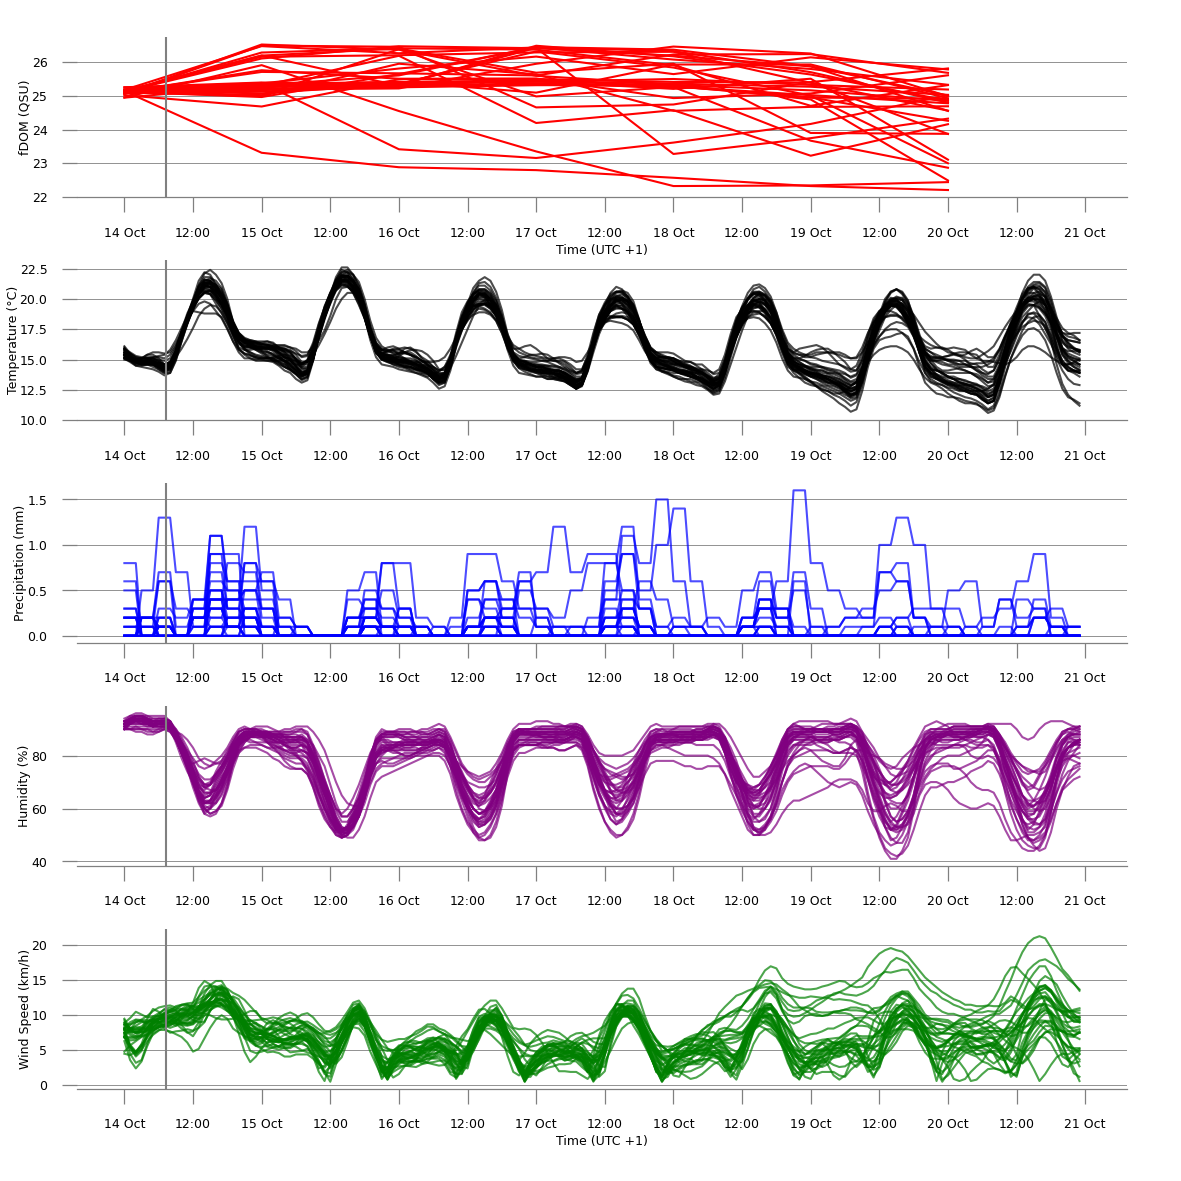 fDOM (QSU)
26
25
24
23
22
14 Oct 12:00 15 Oct 12:00 16 Oct 12:00 17 Oct 12:00 18 Oct 12:00 19 Oct 12:00 20 Oct 12:00 21 Oct
Time (UTC +1)
Temperature (°C)
22.5
20.0
17.5
15.0
12.5
10.0
14 Oct 12:00 15 Oct 12:00 16 Oct 12:00 17 Oct 12:00 18 Oct 12:00 19 Oct 12:00 20 Oct 12:00 21 Oct
Precipitation (mm)
1.5
1.0
0.5
0.0
14 Oct 12:00 15 Oct 12:00 16 Oct 12:00 17 Oct 12:00 18 Oct 12:00 19 Oct 12:00 20 Oct 12:00 21 Oct
Humidity (%)
80
60
40
14 Oct 12:00 15 Oct 12:00 16 Oct 12:00 17 Oct 12:00 18 Oct 12:00 19 Oct 12:00 20 Oct 12:00 21 Oct
Wind Speed (km/h)
20
15
10
5
0
14 Oct 12:00 15 Oct 12:00 16 Oct 12:00 17 Oct 12:00 18 Oct 12:00 19 Oct 12:00 20 Oct 12:00 21 Oct
Time (UTC +1)